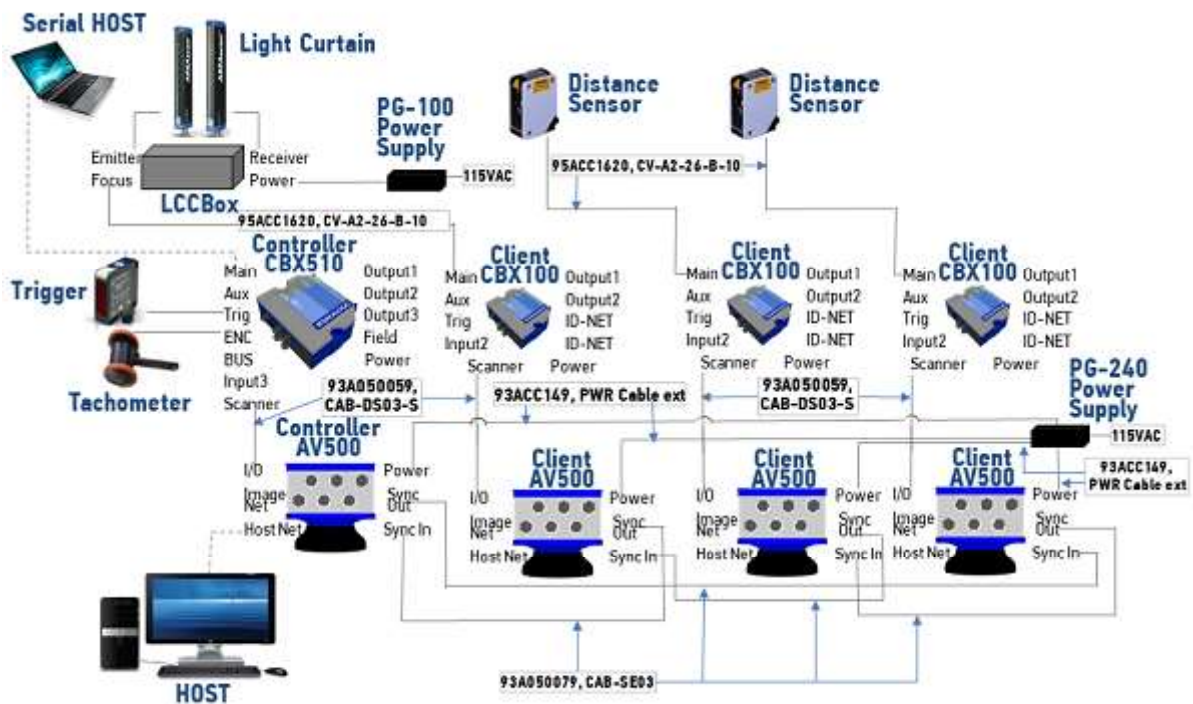 Serial HOST
Light Curtain
Distance
Sensor
Distance
Sensor
PG-100
Power
Supply
115VAC
Emitter
Receiver
Focus
Power
LCCBox
95ACC1620, CV-A2-26-B-10
95ACC1620, CV-A2-26-B-10
Controller
CBX510
Main
Aux
Trig
ENC
BUS
Input3
Scanner
Output1
Output2
Output3
Field
Power
Trigger
Tachometer
Client
CBX100
Main
Aux
Trig
Input2
Scanner
Output1
Output2
ID-NET
ID-NET
Power
Client
CBX100
Main
Aux
Trig
Input2
Scanner
Output1
Output2
ID-NET
ID-NET
Power
Client
CBX100
Main
Aux
Trig
Input2
Scanner
Output1
Output2
ID-NET
ID-NET
Power
93A050059,
CAB-DS03-S
93ACC149, PWR Cable ext
93A050059,
CAB-DS03-S
PG-240
Power
Supply
115VAC
93ACC149,
PWR Cable ext
Controller
AV500
I/O
Image
Net
Host Net
Power
Sync
Out
Sync In
Client
AV500
I/O
Image
Net
Host Net
Power
Sync
Out
Sync In
Client
AV500
I/O
Image
Net
Host Net
Power
Sync
Out
Sync In
Client
AV500
I/O
Image
Net
Host Net
Power
Sync
Out
Sync In
93A050079, CAB-SE03
HOST